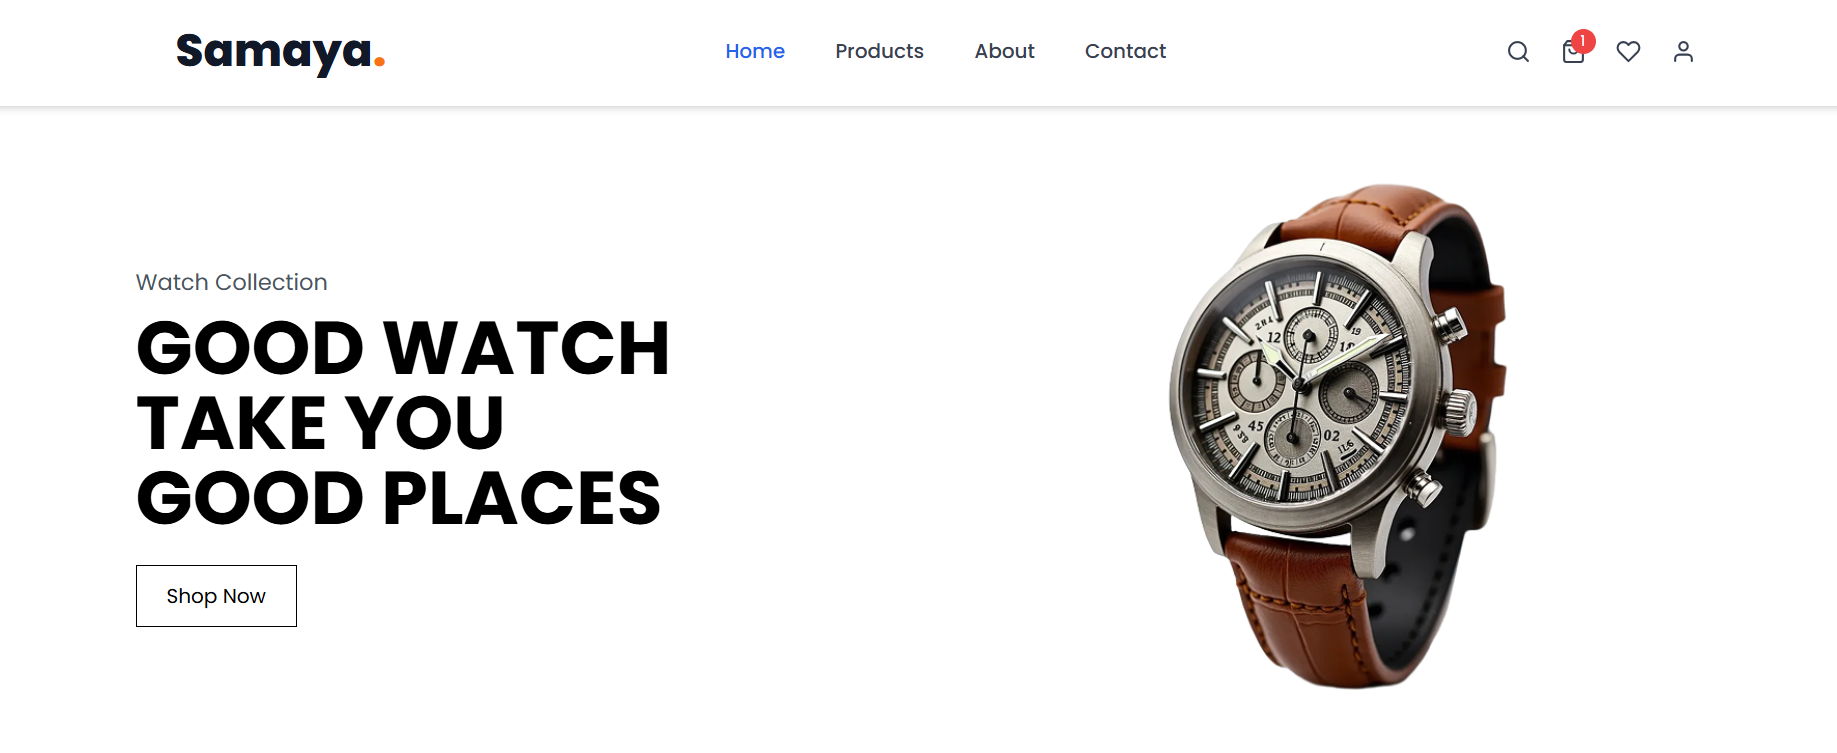 Samaya.
Home Products About Contact
1
Watch Collection
GOOD WATCH
TAKE YOU
GOOD PLACES
Shop Now
12
19
45
02